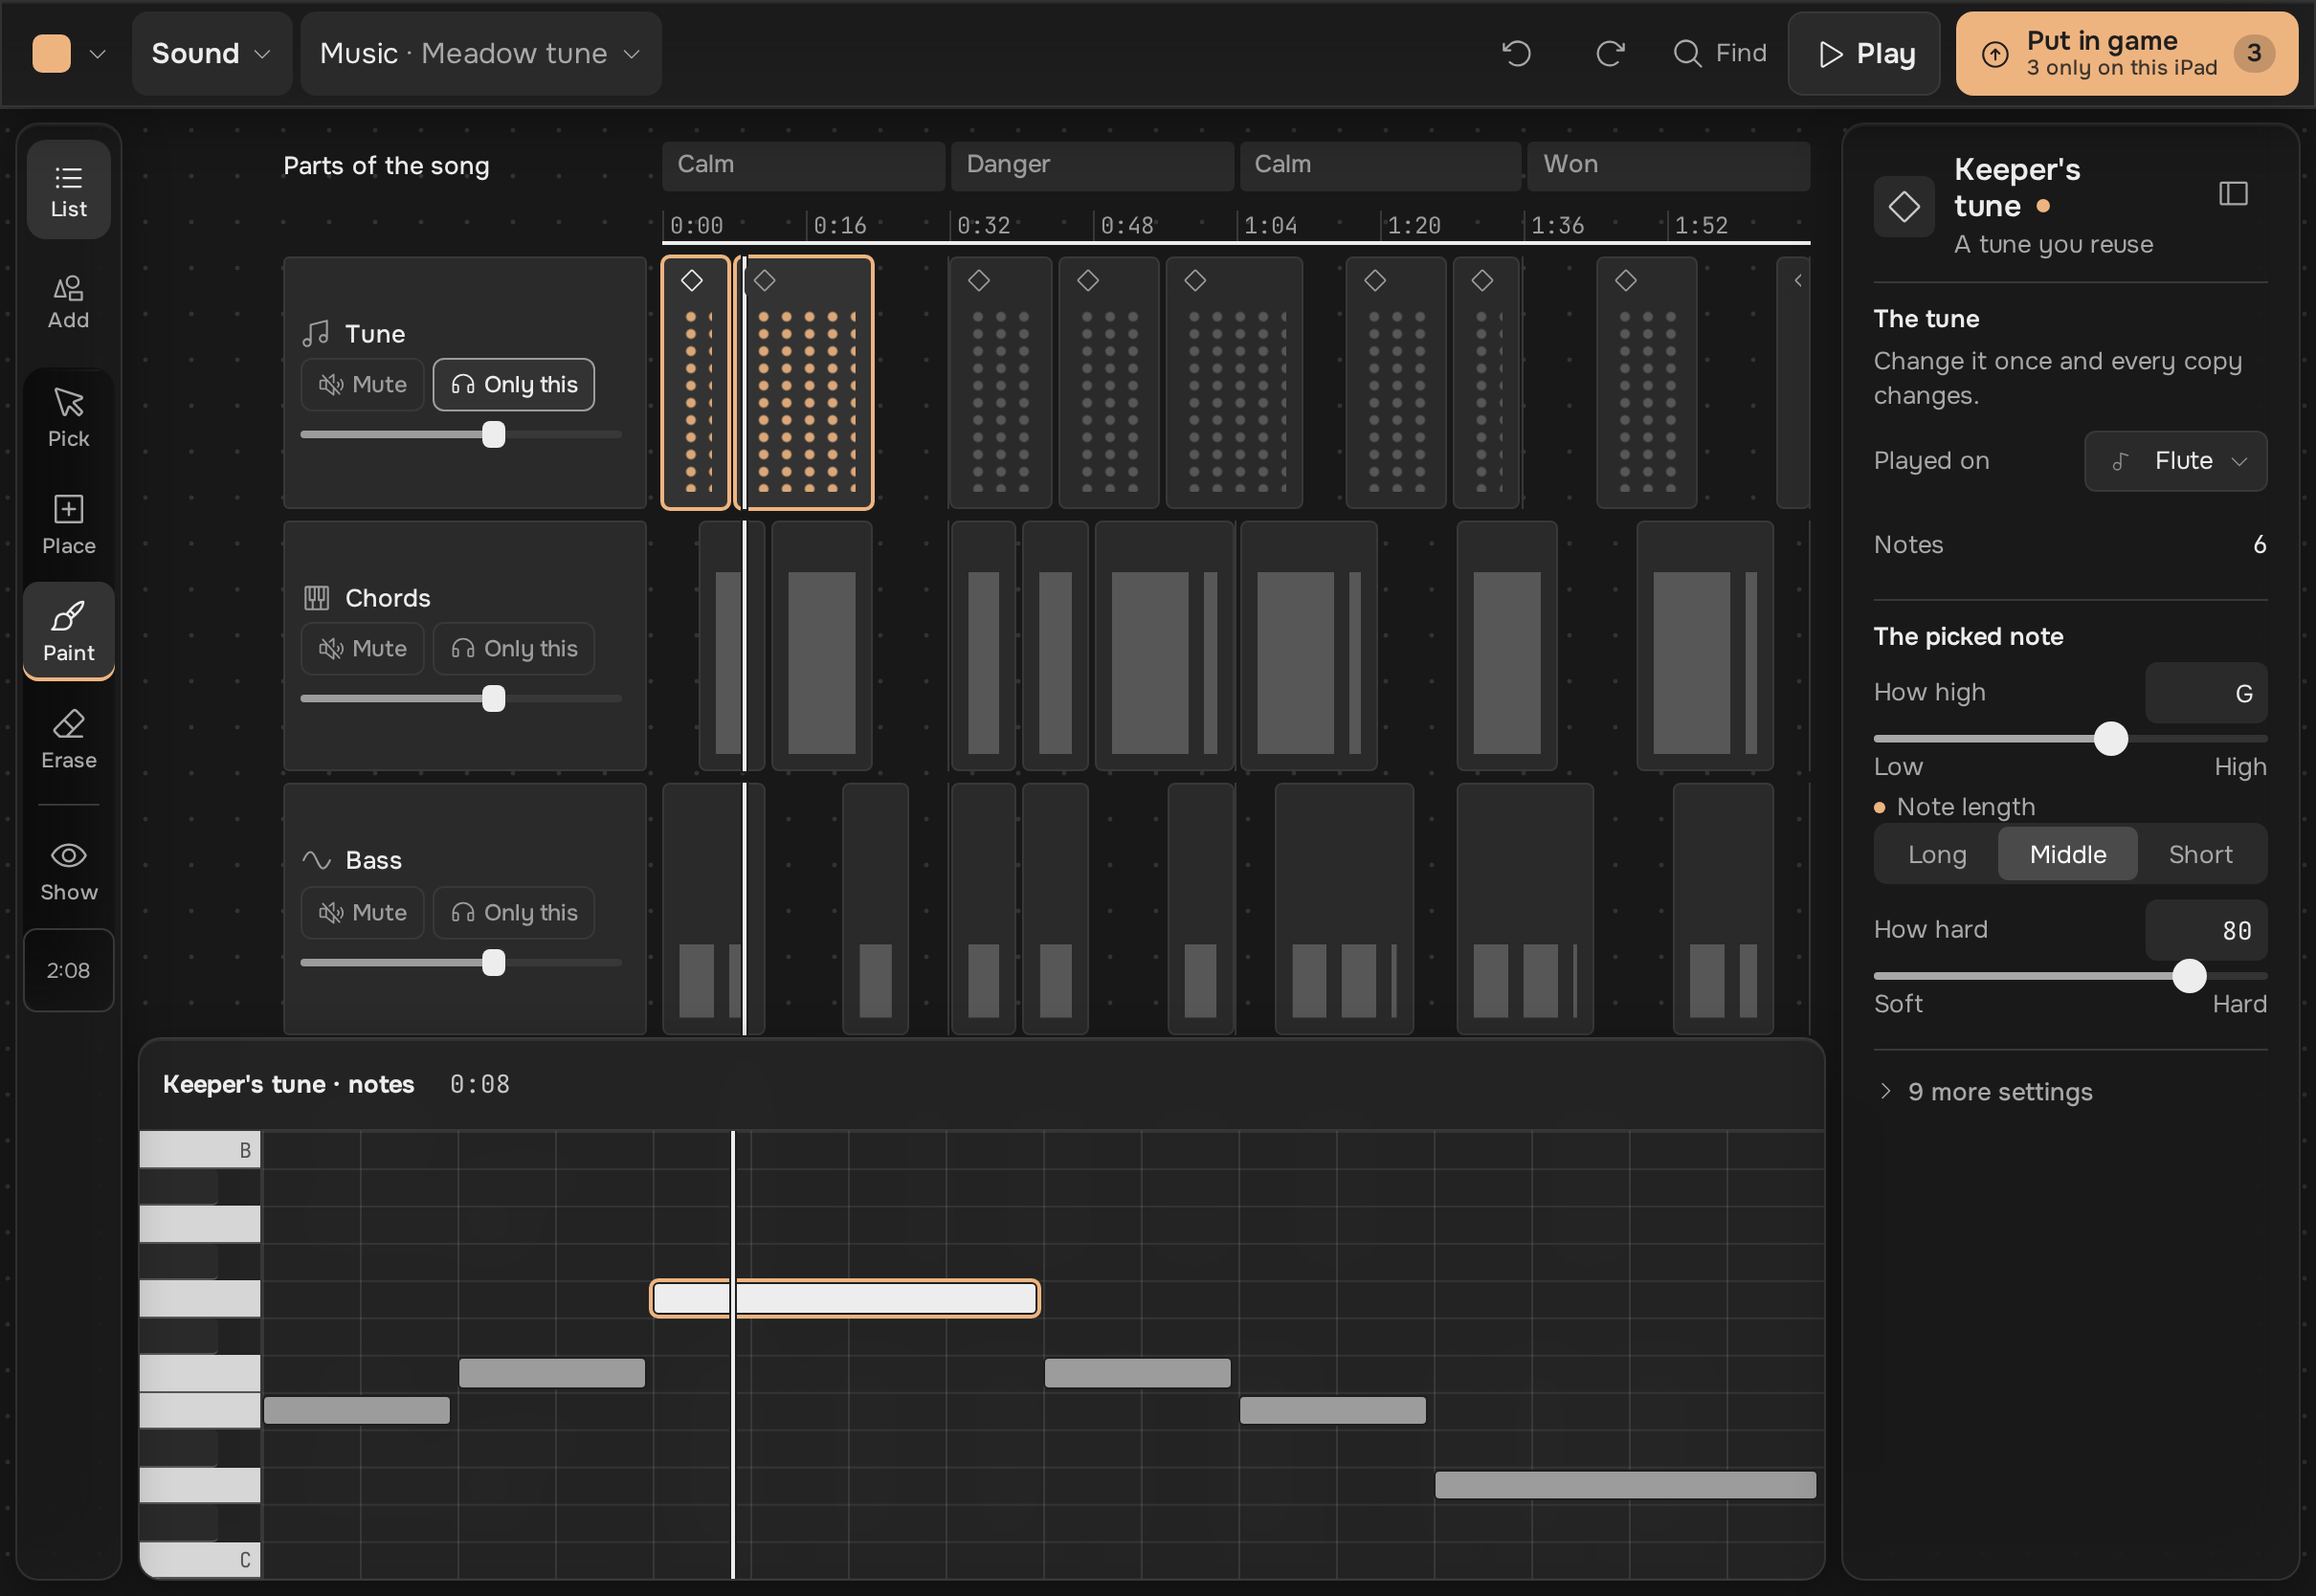 Sound
Music · Meadow tune
Find
Play
Put in game
3 only on this iPad
3
List
Add
Pick
Place
Paint
Erase
Show
2:08
Parts of the song
Calm
Danger
Calm
Won
0:00
0:16
0:32
0:48
1:04
1:20
1:36
1:52
Tune
Mute
Only this
Chords
Mute
Only this
Bass
Mute
Only this
Keeper's tune · notes
0:08
B
C
Keeper's
tune
A tune you reuse
The tune
Change it once and every copy
changes.
Played on
Flute
Notes
6
The picked note
How high
G
Low
High
Note length
Long
Middle
Short
How hard
80
Soft
Hard
9 more settings